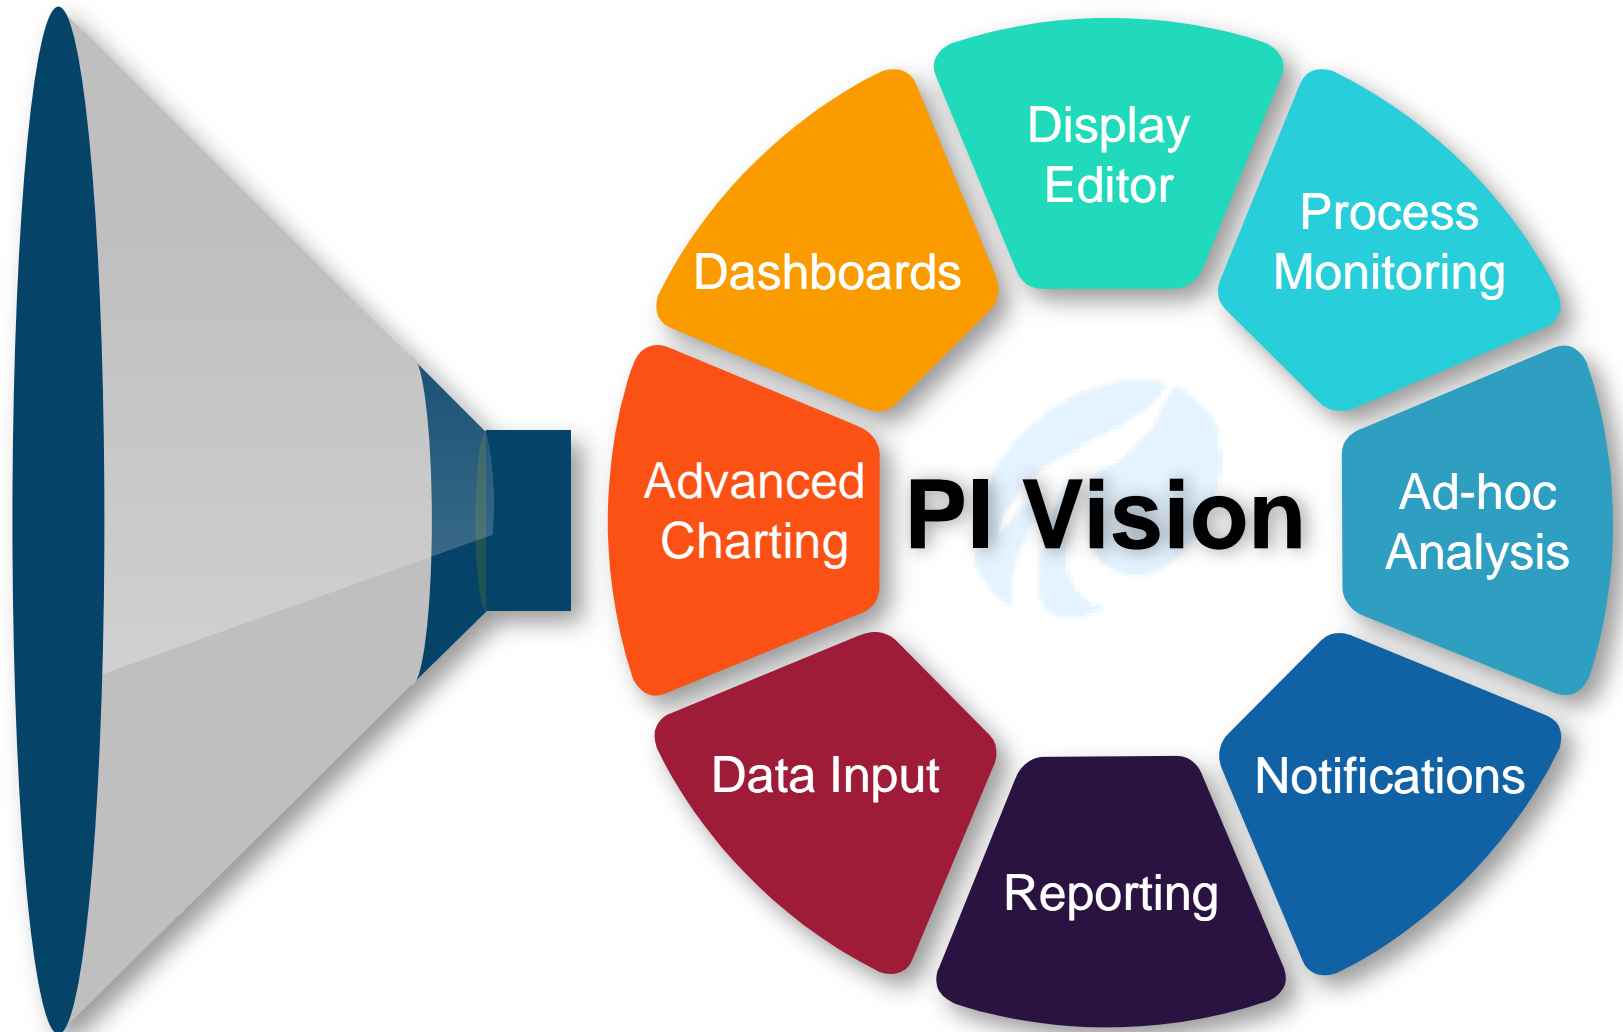 Display
Editor
Process
Monitoring
Dashboards
Advanced
Charting
PI Vision
Ad-hoc
Analysis
Data Input
Notifications
Reporting